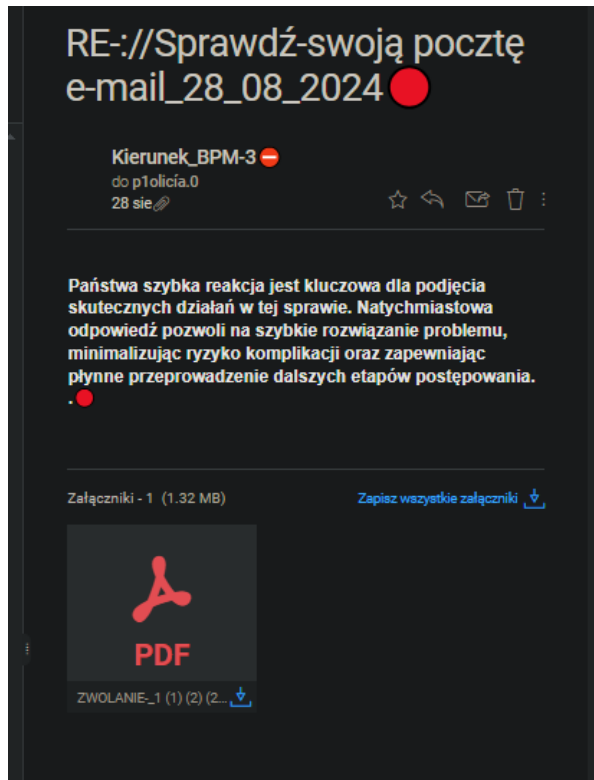 RE-://Sprawdź-swoją pocztę
e-mail_28_08_2024
Kierunek_BPM-3
do p1olicía.0
28 sie
Państwa szybka reakcja jest kluczowa dla podjęcia
skutecznych działań w tej sprawie. Natychmiastowa
odpowiedź pozwoli na szybkie rozwiązanie problemu,
minimalizując ryzyko komplikacji oraz zapewniając
płynne przeprowadzenie dalszych etapów postępowania.
.
Załączniki - 1 (1.32 MB)
Zapisz wszystkie załączniki
PDF
ZWOLANIE-_1 (1) (2) (2...